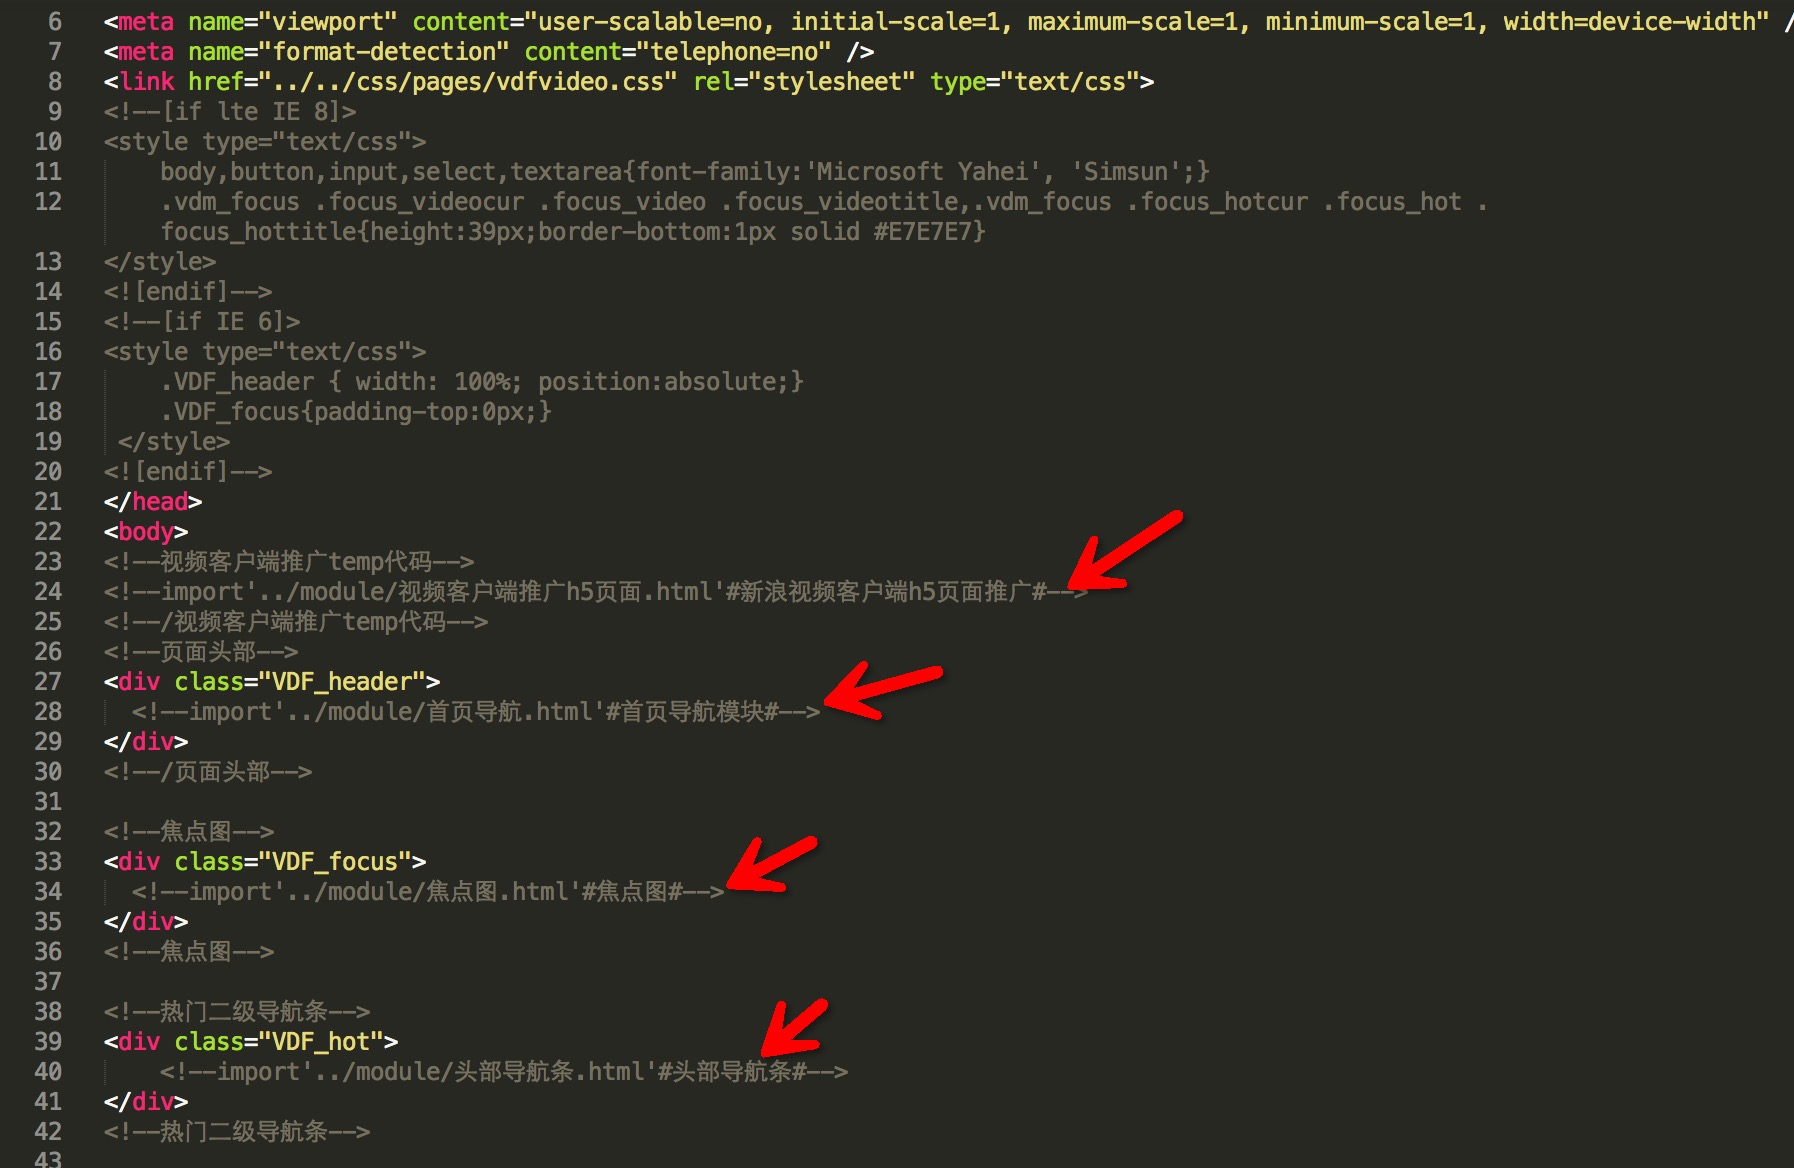 6 <meta name="viewport" content="user-scalable=no, initial-scale=1, maximum-scale=1, minimum-scale=1, width=device-width" /
7 <meta name="format-detection" content="telephone=no" />
8 <link href="../../css/pages/vdfvideo.css" rel="stylesheet" type="text/css">
9 <!--[if lte IE 8]>
10 <style type="text/css">
11 body,button,input,select,textarea{font-family:'Microsoft Yahei', 'Simsun';}
12 .vdm_focus .focus_videocur .focus_video .focus_videotitle,.vdm_focus .focus_hotcur .focus_hot .
focus_hottitle{height:39px;border-bottom:1px solid #E7E7E7}
13 </style>
14 <![endif]-->
15 <!--[if IE 6]>
16 <style type="text/css">
17 .VDF_header { width: 100%; position:absolute;}
18 .VDF_focus{padding-top:0px;}
19 </style>
20 <![endif]-->
21 </head>
22 <body>
23 <!--视频客户端推广temp代码-->
24 <!--import'../module/视频客户端推广h5页面.html'#新浪视频客户端h5页面推广#-->
25 <!--/视频客户端推广temp代码-->
26 <!--页面头部-->
27 <div class="VDF_header">
28 <!--import'../module/首页导航.html'#首页导航模块#-->
29 </div>
30 <!--/页面头部-->
31
32 <!--焦点图-->
33 <div class="VDF_focus">
34 <!--import'../module/焦点图.html'#焦点图#-->
35 </div>
36 <!--焦点图-->
37
38 <!--热门二级导航条-->
39 <div class="VDF_hot">
40 <!--import'../module/头部导航条.html'#头部导航条#-->
41 </div>
42 <!--热门二级导航条-->
43